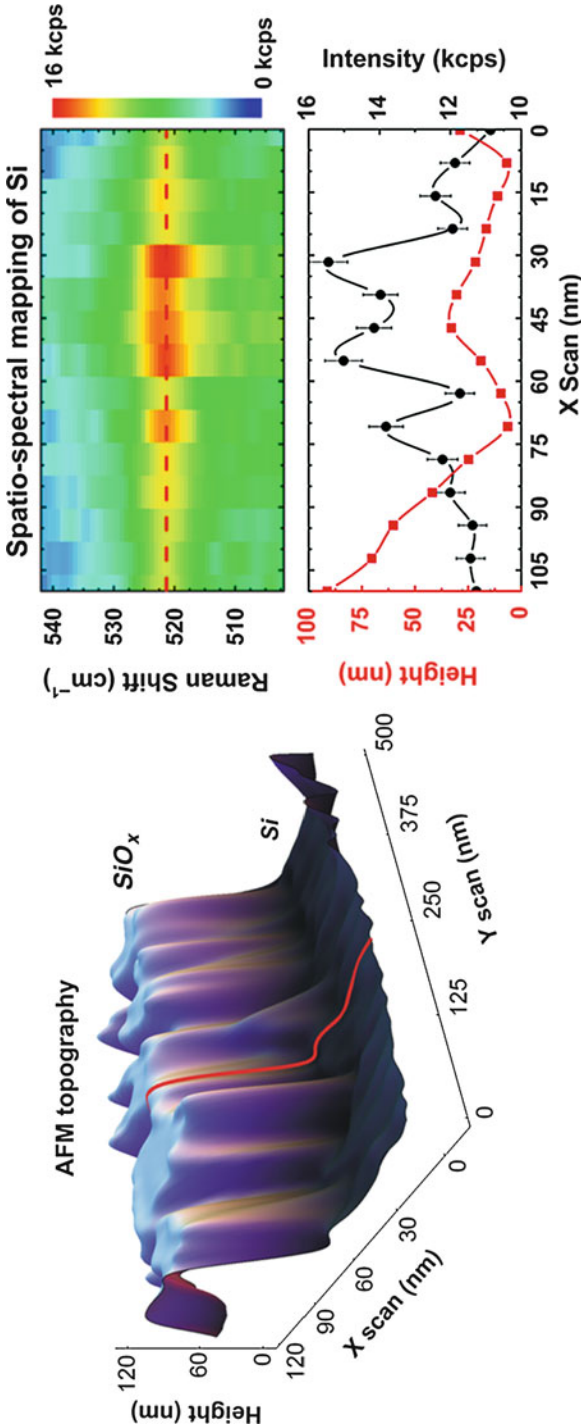 AFM topography
SiOₓ
Si
Height (nm)
120
60
0
X scan (nm)
120
90
60
30
0
Y scan (nm)
0
125
250
375
500
Spatio-spectral mapping of Si
Raman Shift (cm⁻¹)
540
530
520
510
16 kcps
0 kcps
Height (nm)
100
75
50
25
0
Intensity (kcps)
16
14
12
11
10
105
90
75
60
45
30
15
0
X Scan (nm)